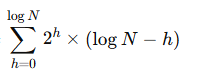 log N
∑ 2^h × (log N − h)
h=0